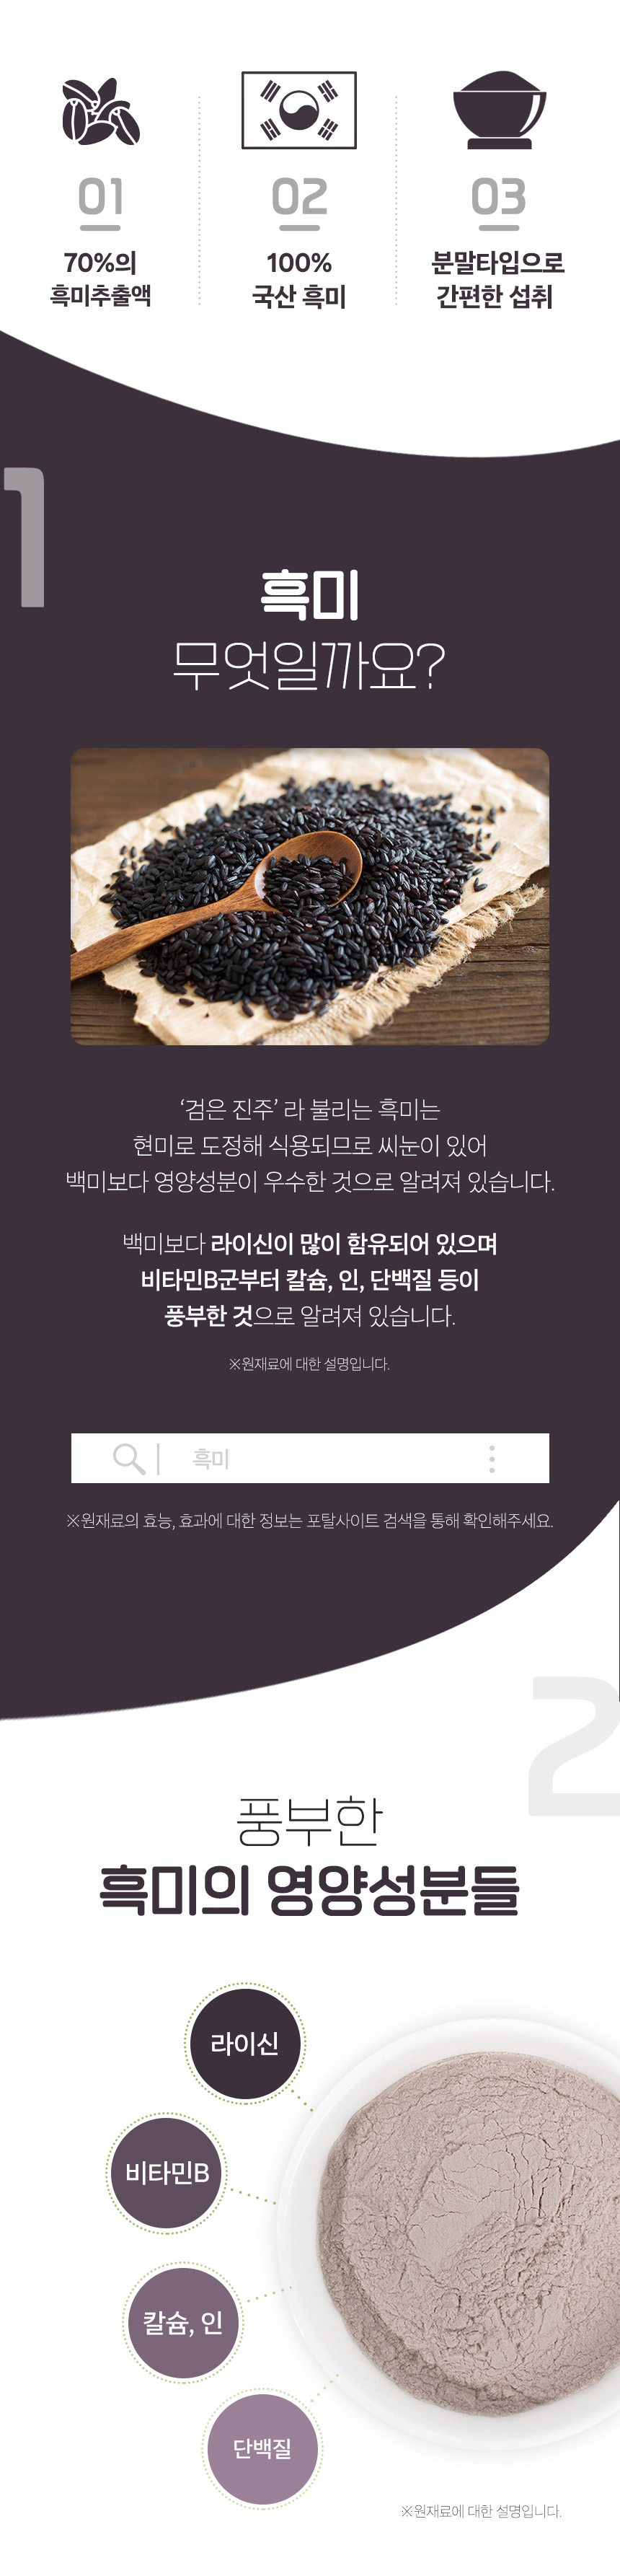 01
70%의
흑미추출액
02
100%
국산 흑미
03
분말타입으로
간편한 섭취
1
흑미
무엇일까요?
‘검은 진주’ 라 불리는 흑미는
현미로 도정해 식용되므로 씨눈이 있어
백미보다 영양성분이 우수한 것으로 알려져 있습니다.
백미보다 라이신이 많이 함유되어 있으며
비타민B군부터 칼슘, 인, 단백질 등이
풍부한 것으로 알려져 있습니다.
※원재료에 대한 설명입니다.
흑미
※원재료의 효능, 효과에 대한 정보는 포탈사이트 검색을 통해 확인해주세요.
2
풍부한
흑미의 영양성분들
라이신
비타민B
칼슘, 인
단백질
※원재료에 대한 설명입니다.